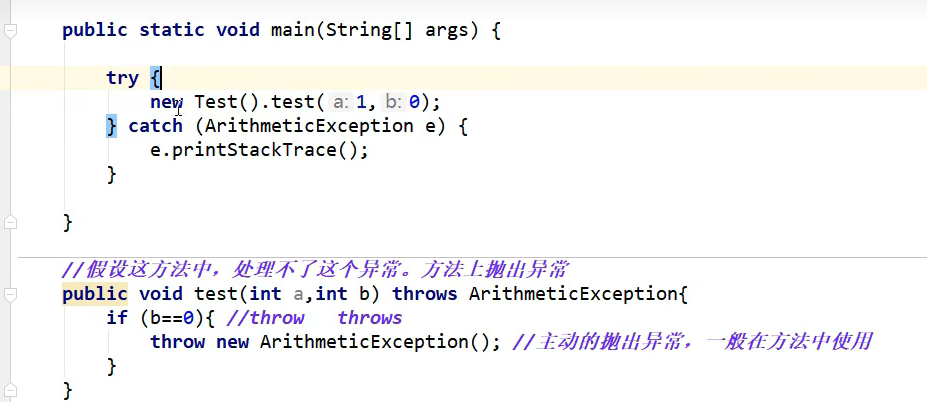 public static void main(String[] args) {
try {
new Test().test( a: 1, b: 0);
} catch (ArithmeticException e) {
e.printStackTrace();
}
}
//假设这方法中，处理不了这个异常。方法上抛出异常
public void test(int a,int b) throws ArithmeticException{
if (b==0){ //throw   throws
throw new ArithmeticException(); //主动的抛出异常，一般在方法中使用
}
}